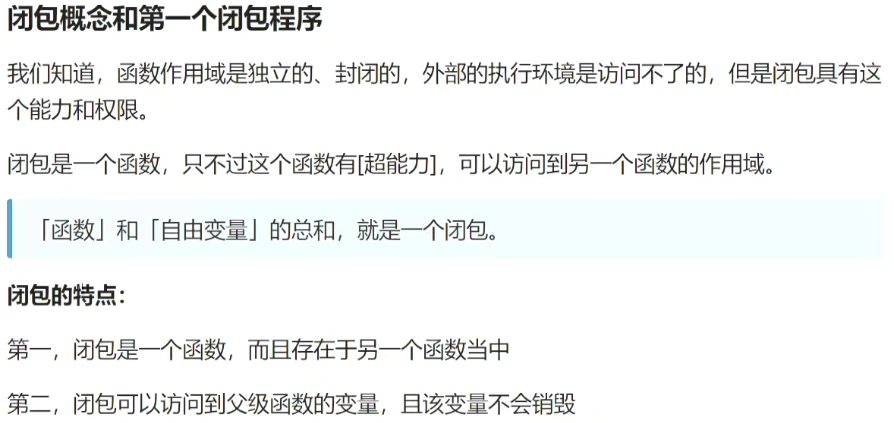 闭包概念和第一个闭包程序
我们知道，函数作用域是独立的、封闭的，外部的执行环境是访问不了的，但是闭包具有这
个能力和权限。
闭包是一个函数，只不过这个函数有[超能力]，可以访问到另一个函数的作用域。
「函数」和「自由变量」的总和，就是一个闭包。
闭包的特点：
第一，闭包是一个函数，而且存在于另一个函数当中
第二，闭包可以访问到父级函数的变量，且该变量不会销毁